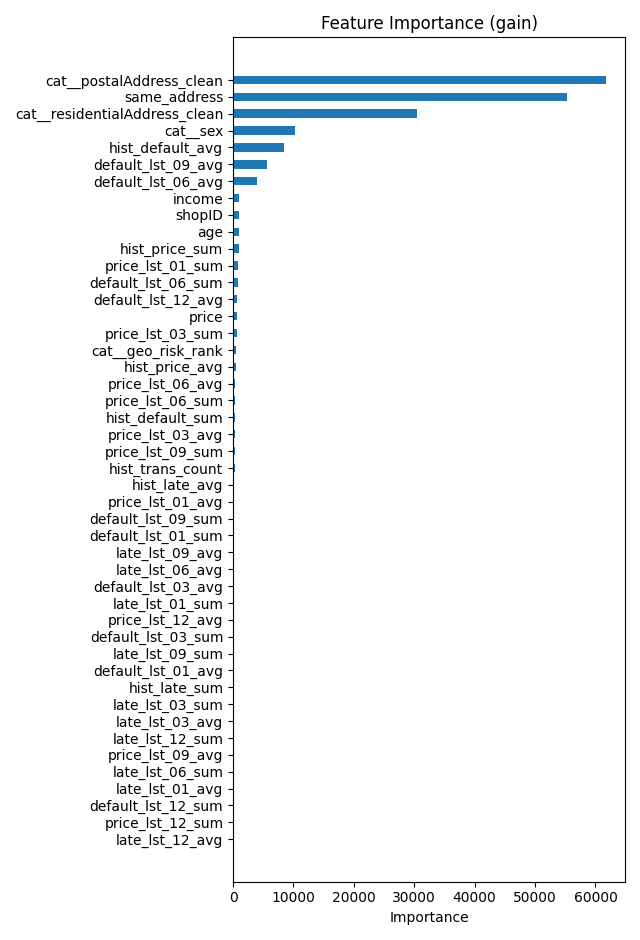 Feature Importance (gain)
cat__postalAddress_clean
same_address
cat__residentialAddress_clean
cat__sex
hist_default_avg
default_lst_09_avg
default_lst_06_avg
income
shopID
age
hist_price_sum
price_lst_01_sum
default_lst_06_sum
default_lst_12_avg
price
price_lst_03_sum
cat__geo_risk_rank
hist_price_avg
price_lst_06_avg
price_lst_06_sum
hist_default_sum
price_lst_03_avg
price_lst_09_sum
hist_trans_count
hist_late_avg
price_lst_01_avg
default_lst_09_sum
default_lst_01_sum
late_lst_09_avg
late_lst_06_avg
default_lst_03_avg
late_lst_01_sum
price_lst_12_avg
default_lst_03_sum
late_lst_09_sum
default_lst_01_avg
hist_late_sum
late_lst_03_sum
late_lst_03_avg
late_lst_12_sum
price_lst_09_avg
late_lst_06_sum
late_lst_01_avg
default_lst_12_sum
price_lst_12_sum
late_lst_12_avg
0 10000 20000 30000 40000 50000 60000
Importance